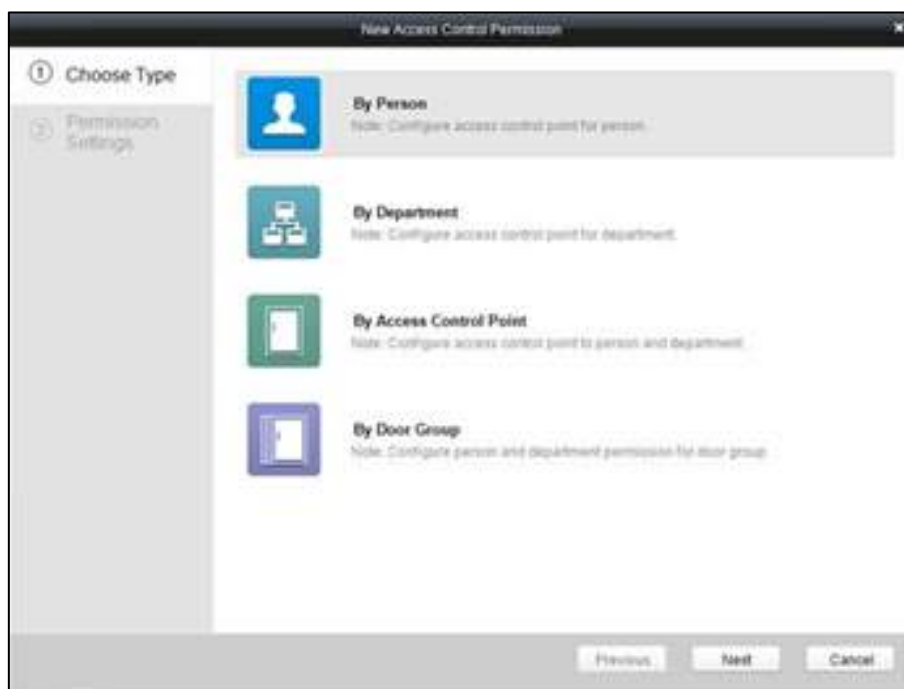 New Access Control Permission
1 Choose Type
2 Permission
Settings
By Person
Note: Configure access control point for person.
By Department
Note: Configure access control point for department.
By Access Control Point
Note: Configure access control point to person and department.
By Door Group
Note: Configure person and department permission for door group.
Previous Next Cancel